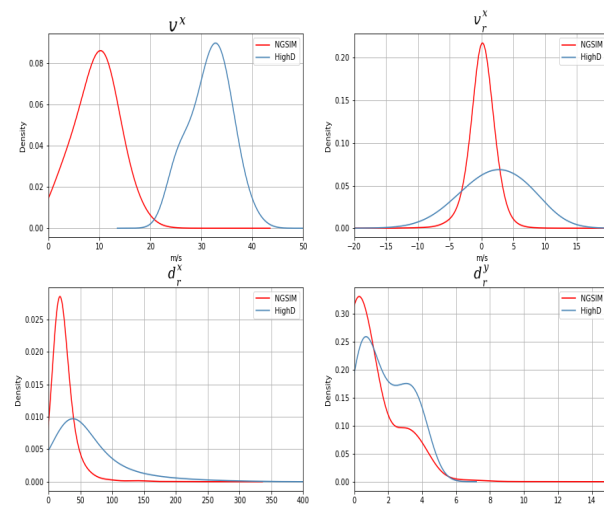 v^x
Density
0.08
0.06
0.04
0.02
0.00
0 10 20 30 40 50
m/s
NGSIM
HighD
v_r^x
Density
0.20
0.15
0.10
0.05
0.00
−20 −15 −10 −5 0 5 10 15
m/s
NGSIM
HighD
d_r^x
Density
0.025
0.020
0.015
0.010
0.005
0.000
0 50 100 150 200 250 300 350 400
NGSIM
HighD
d_r^y
Density
0.30
0.25
0.20
0.15
0.10
0.05
0.00
0 2 4 6 8 10 12 14
NGSIM
HighD